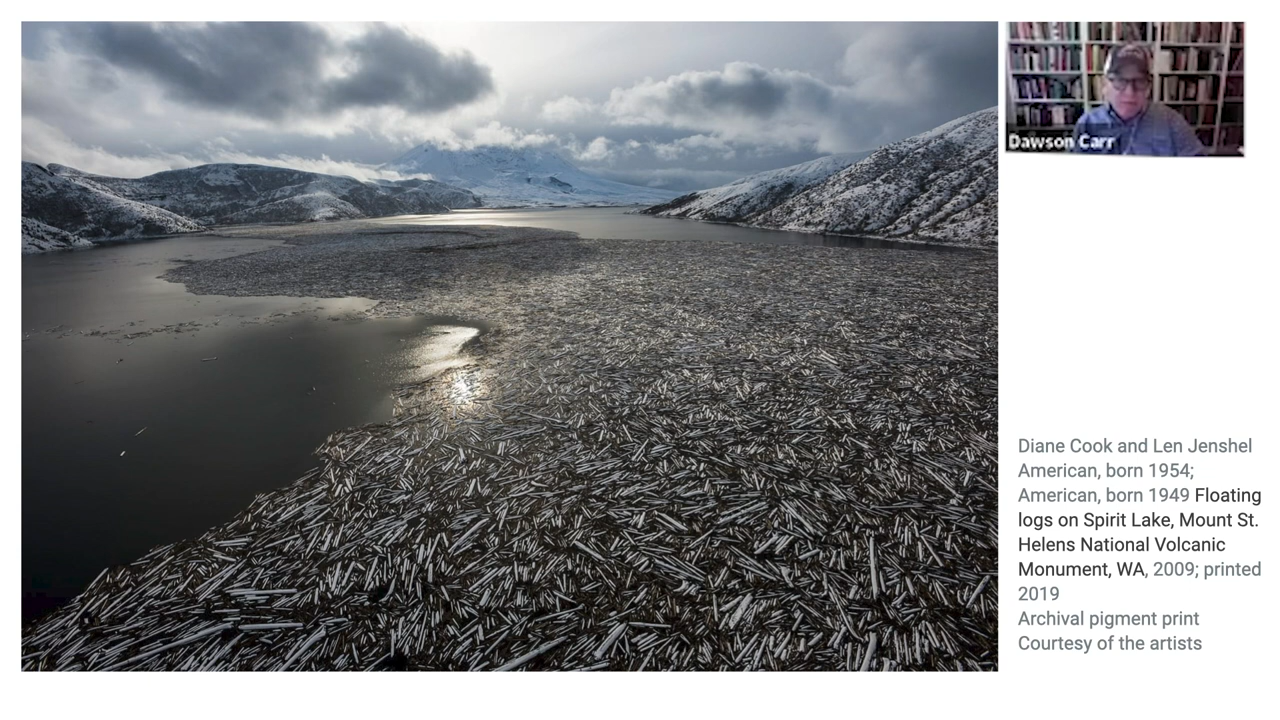 Dawson Carr
Diane Cook and Len Jenshel
American, born 1954;
American, born 1949 Floating
logs on Spirit Lake, Mount St.
Helens National Volcanic
Monument, WA, 2009; printed
2019
Archival pigment print
Courtesy of the artists